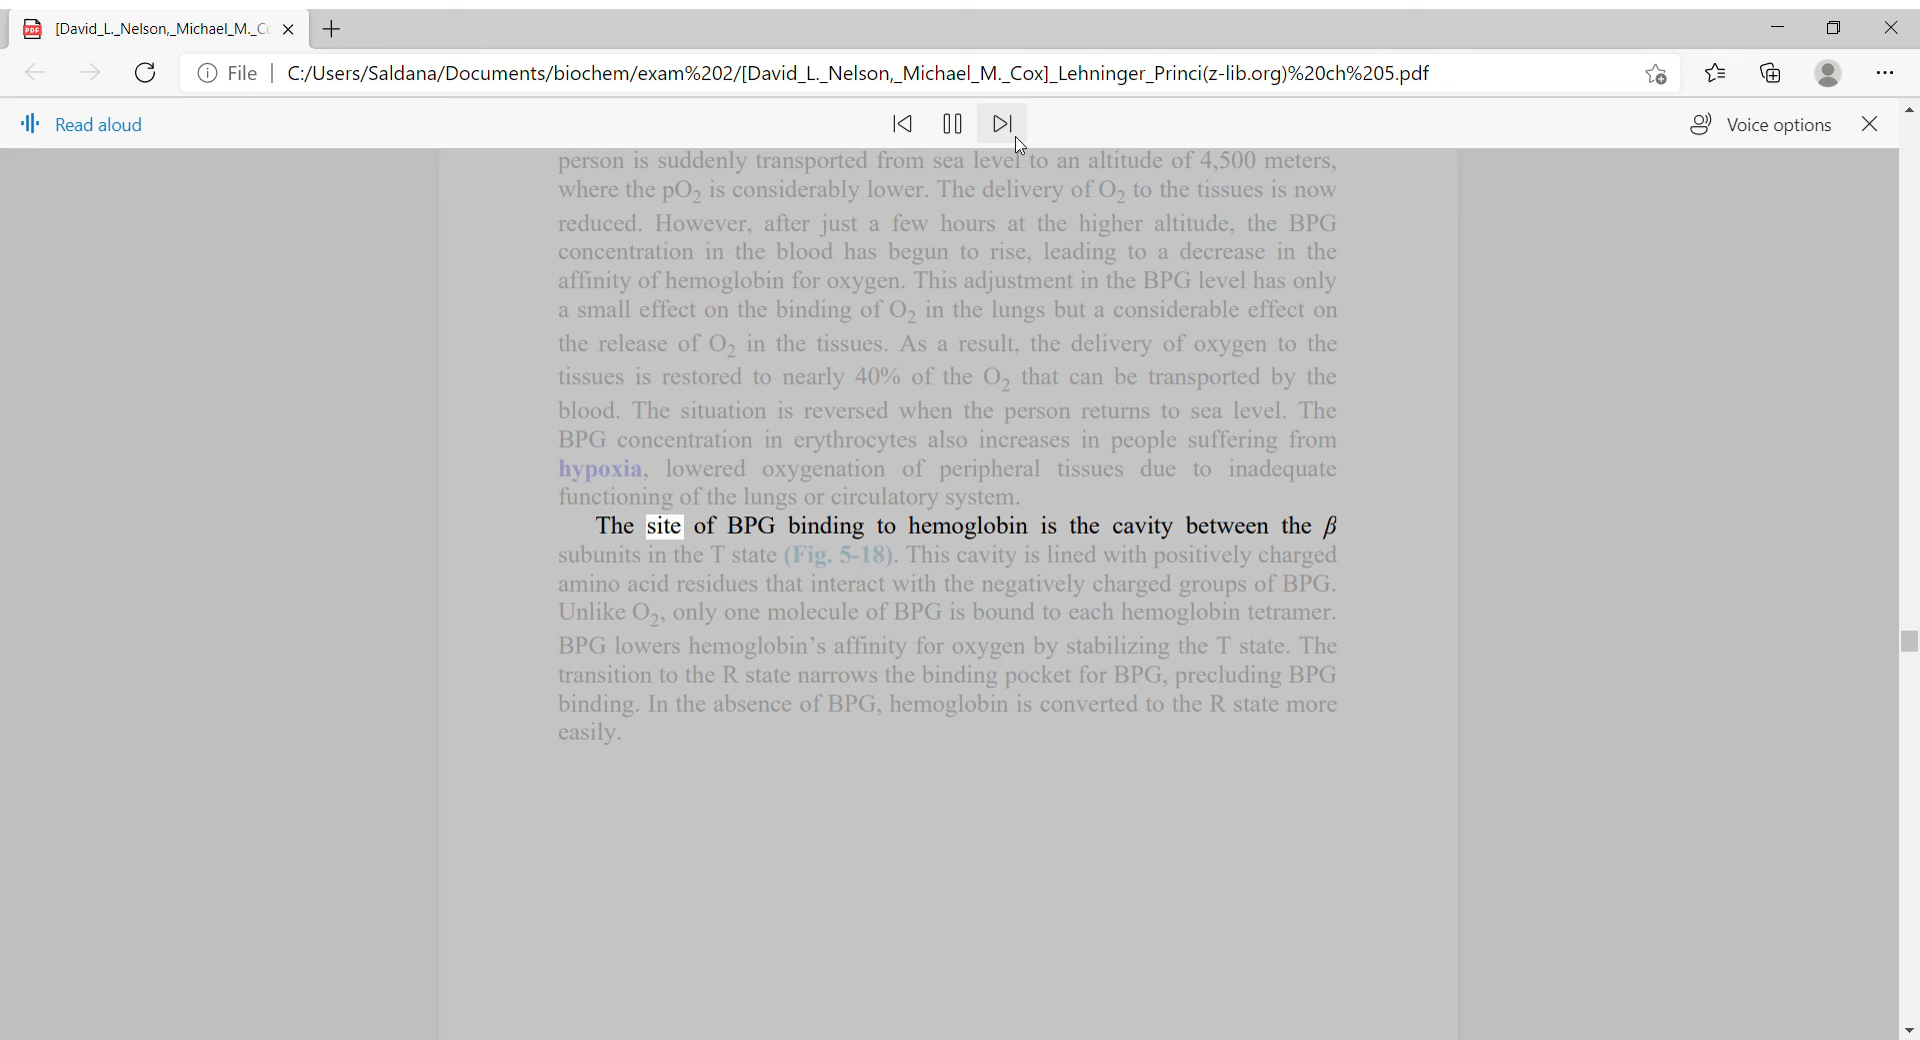 [David_L._Nelson,_Michael_M._Co
File
C:/Users/Saldana/Documents/biochem/exam%202/[David_L._Nelson,_Michael_M._Cox]_Lehninger_Princi(z-lib.org)%20ch%205.pdf
Read aloud
Voice options
person is suddenly transported from sea level to an altitude of 4,500 meters,
where the pO₂ is considerably lower. The delivery of O₂ to the tissues is now
reduced. However, after just a few hours at the higher altitude, the BPG
concentration in the blood has begun to rise, leading to a decrease in the
affinity of hemoglobin for oxygen. This adjustment in the BPG level has only
a small effect on the binding of O₂ in the lungs but a considerable effect on
the release of O₂ in the tissues. As a result, the delivery of oxygen to the
tissues is restored to nearly 40% of the O₂ that can be transported by the
blood. The situation is reversed when the person returns to sea level. The
BPG concentration in erythrocytes also increases in people suffering from
hypoxia, lowered oxygenation of peripheral tissues due to inadequate
functioning of the lungs or circulatory system.
The site of BPG binding to hemoglobin is the cavity between the β
subunits in the T state (Fig. 5-18). This cavity is lined with positively charged
amino acid residues that interact with the negatively charged groups of BPG.
Unlike O₂, only one molecule of BPG is bound to each hemoglobin tetramer.
BPG lowers hemoglobin’s affinity for oxygen by stabilizing the T state. The
transition to the R state narrows the binding pocket for BPG, precluding BPG
binding. In the absence of BPG, hemoglobin is converted to the R state more
easily.